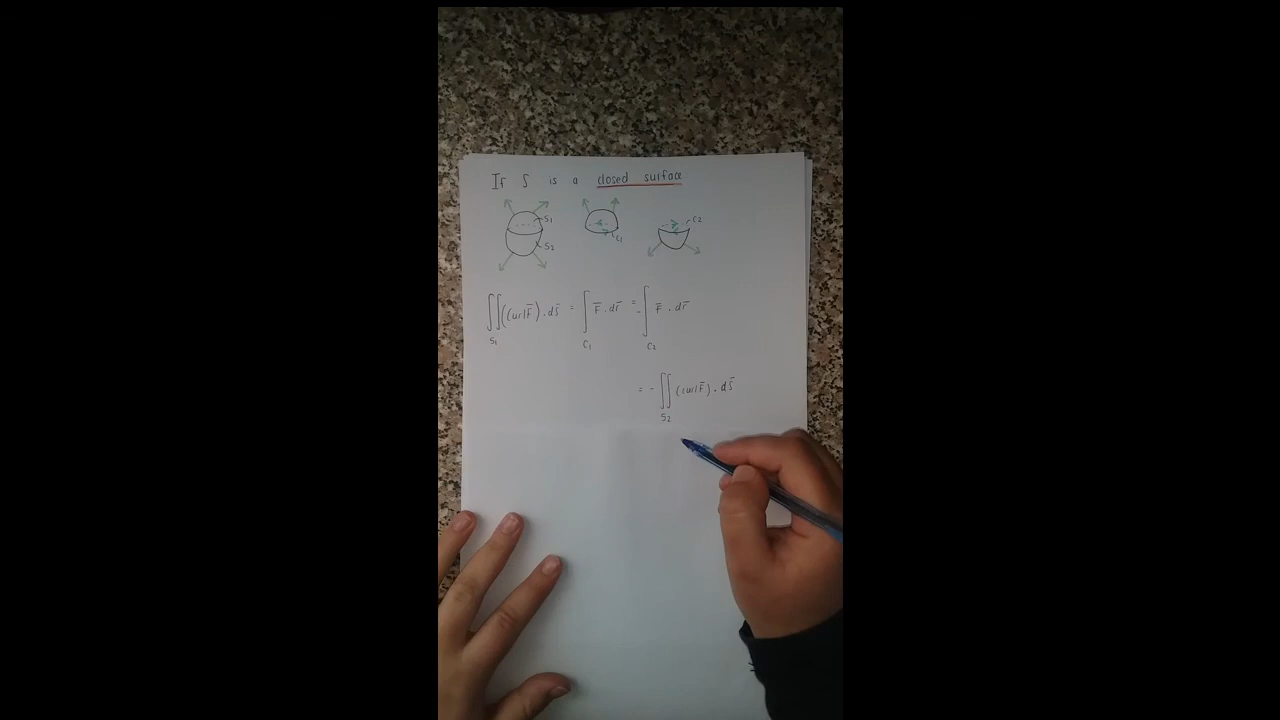 If S is a closed surface
S1 S2 C1 C2
∬S1 (curl F̅) · dS̅ = ∫C1 F̅ · dr̅ = - ∫C2 F̅ · dr̅
= - ∬S2 (curl F̅) · dS̅